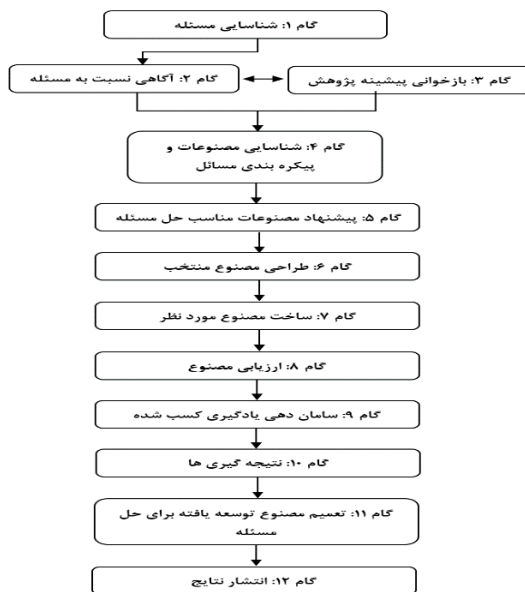 گام ۱: شناسایی مسئله
گام ۲: آگاهی نسبت به مسئله
گام ۳: بازخوانی پیشینه پژوهش
گام ۴: شناسایی مصنوعات و
پیکره بندی مسائل
گام ۵: پیشنهاد مصنوعات مناسب حل مسئله
گام ۶: طراحی مصنوع منتخب
گام ۷: ساخت مصنوع مورد نظر
گام ۸: ارزیابی مصنوع
گام ۹: سامان دهی یادگیری کسب شده
گام ۱۰: نتیجه گیری ها
گام ۱۱: تعمیم مصنوع توسعه یافته برای حل
مسئله
گام ۱۲: انتشار نتایج